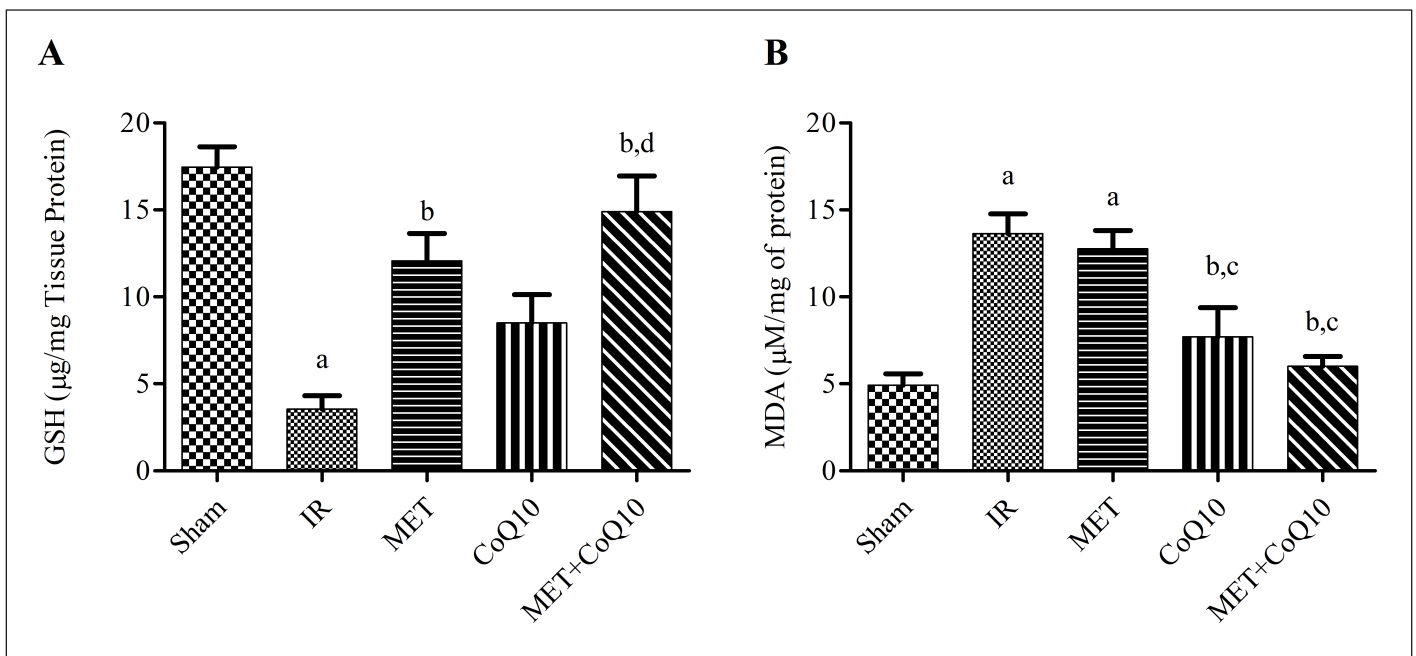 A
GSH (µg/mg Tissue Protein)
20
15
10
5
0
a
b
b,d
Sham
IR
MET
CoQ10
MET+CoQ10
B
MDA (µM/mg of protein)
20
15
10
5
0
a
a
b,c
b,c
Sham
IR
MET
CoQ10
MET+CoQ10